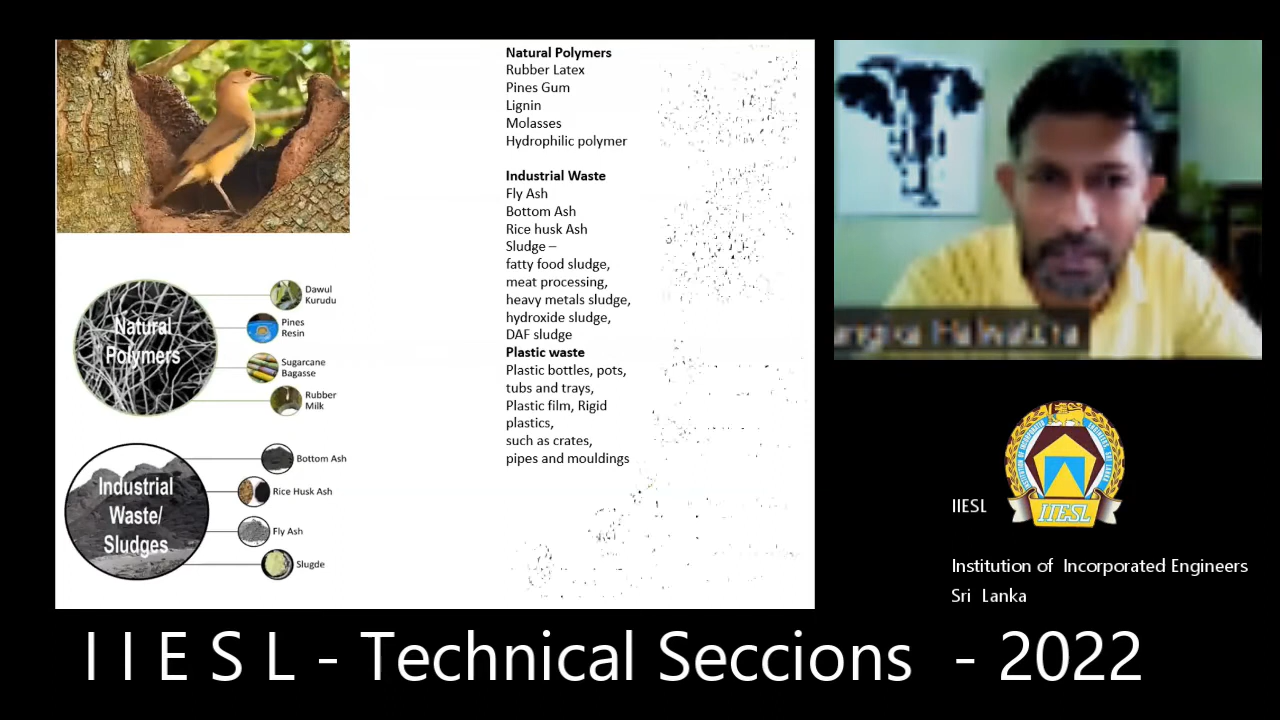 Natural Polymers
Rubber Latex
Pines Gum
Lignin
Molasses
Hydrophilic polymer
Industrial Waste
Fly Ash
Bottom Ash
Rice husk Ash
Sludge –
fatty food sludge,
meat processing,
heavy metals sludge,
hydroxide sludge,
DAF sludge
Plastic waste
Plastic bottles, pots,
tubs and trays,
Plastic film, Rigid
plastics,
such as crates,
pipes and mouldings
Natural
Polymers
Dawul
Kurudu
Pines
Resin
Sugarcane
Bagasse
Rubber
Milk
Industrial
Waste/
Sludges
Bottom Ash
Rice Husk Ash
Fly Ash
Slugde
IIESL
IIESL
Institution of Incorporated Engineers
Sri Lanka
I I E S L - Technical Seccions - 2022